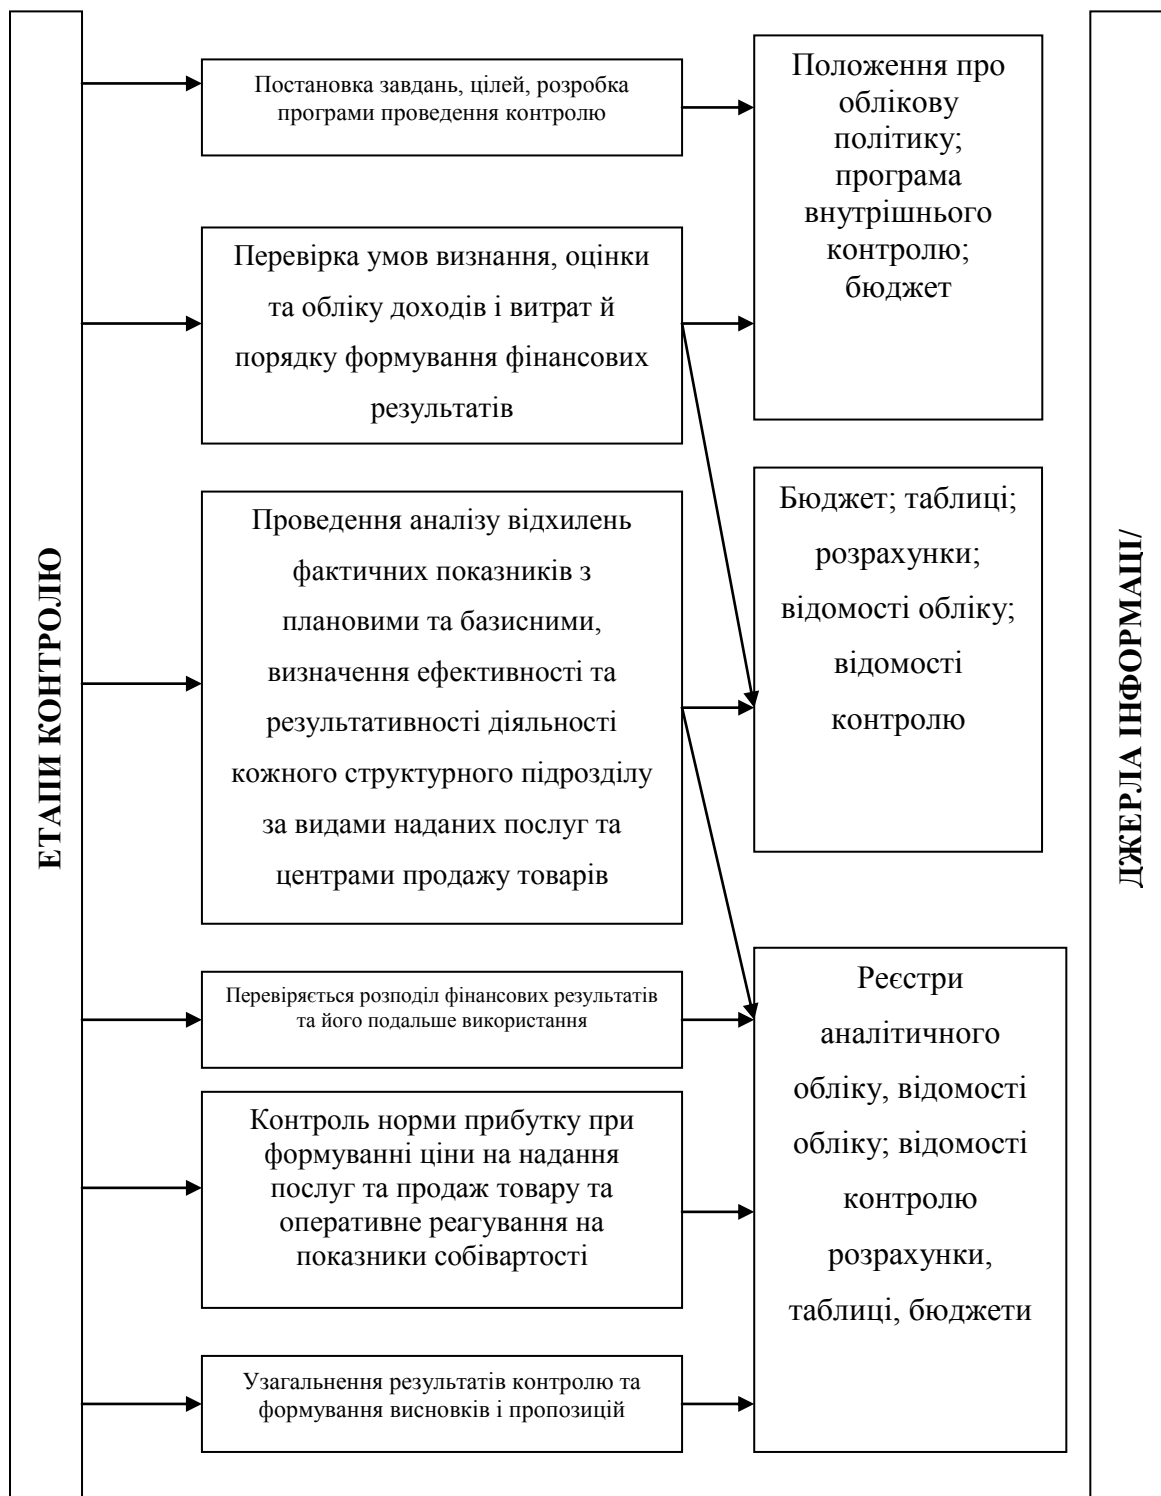 ЕТАПИ КОНТРОЛЮ
Постановка завдань, цілей, розробка
програми проведення контролю
Перевірка умов визнання, оцінки
та обліку доходів і витрат й
порядку формування фінансових
результатів
Проведення аналізу відхилень
фактичних показників з
плановими та базисними,
визначення ефективності та
результативності діяльності
кожного структурного підрозділу
за видами наданих послуг та
центрами продажу товарів
Перевіряється розподіл фінансових результатів
та його подальше використання
Контроль норми прибутку при
формуванні ціни на надання
послуг та продаж товару та
оперативне реагування на
показники собівартості
Узагальнення результатів контролю та
формування висновків і пропозицій
Положення про
облікову
політику;
програма
внутрішнього
контролю;
бюджет
Бюджет; таблиці;
розрахунки;
відомості обліку;
відомості
контролю
Реєстри
аналітичного
обліку, відомості
обліку; відомості
контролю
розрахунки,
таблиці, бюджети
ДЖЕРЛА ІНФОРМАЦІ/